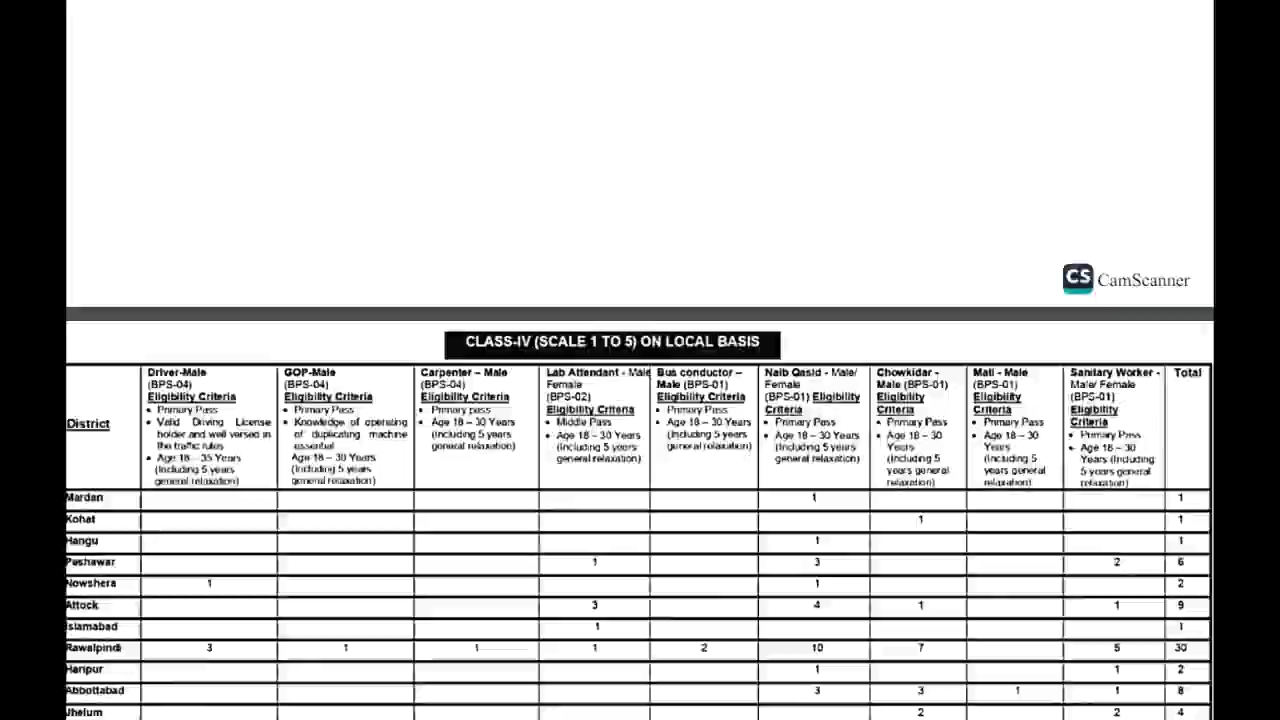 CS CamScanner
CLASS-IV (SCALE 1 TO 5) ON LOCAL BASIS
District
Driver-Male
(BPS-04)
Eligibility Criteria
• Primary Pass
• Valid Driving License
holder and well versed in
the traffic rules
• Age 18 – 35 Years
(Including 5 years
general relaxation)
GOP-Male
(BPS-04)
Eligibility Criteria
• Primary Pass
• Knowledge of operating
of duplicating machine
essential
Age 18 – 30 Years
(Including 5 years
general relaxation)
Carpenter – Male
(BPS-04)
Eligibility Criteria
• Primary pass
• Age 18 – 30 Years
(Including 5 years
general relaxation)
Lab Attendant - Male
Female
(BPS-02)
Eligibility Criteria
• Middle Pass
• Age 18 – 30 Years
(Including 5 years
general relaxation)
Bus conductor –
Male (BPS-01)
Eligibility Criteria
• Primary Pass
• Age 18 – 30 Years
(Including 5 years
general relaxation)
Naib Qasid - Male/
Female
(BPS-01) Eligibility
Criteria
• Primary Pass
• Age 18 – 30 Years
(Including 5 years
general relaxation)
Chowkidar -
Male (BPS-01)
Eligibility
Criteria
• Primary Pass
• Age 18 – 30
Years
(Including 5
years general
relaxation)
Mali - Male
(BPS-01)
Eligibility
Criteria
• Primary Pass
• Age 18 – 30
Years
(Including 5
years general
relaxation)
Sanitary Worker -
Male/ Female
(BPS-01)
Eligibility
Criteria
• Primary Pass
• Age 18 – 30
Years (Including
5 years general
relaxation)
Total
Mardan 1 1
Kohat 1 1
Hangu 1 1
Peshawar 1 3 2 6
Nowshera 1 1 2
Attock 3 4 1 1 9
Islamabad 1 1
Rawalpindi 3 1 1 1 2 10 7 5 30
Haripur 1 1 2
Abbottabad 3 3 1 1 8
Jhelum 2 2 4